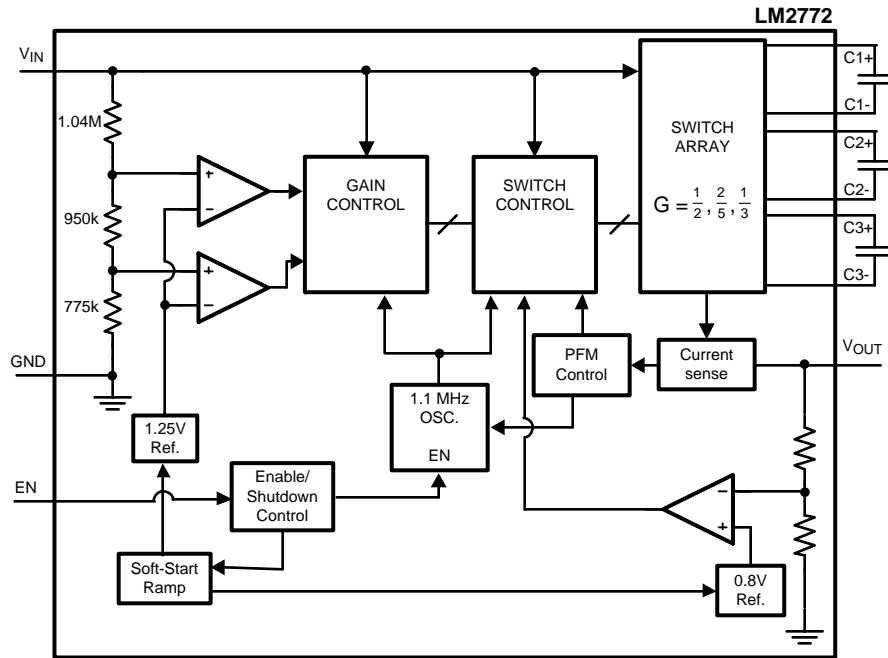 LM2772
VIN
C1+
C1-
1.04M
SWITCH
ARRAY
G = 1/2, 2/5, 1/3
C2+
C2-
C3+
C3-
+
−
GAIN
CONTROL
SWITCH
CONTROL
950k
+
−
775k
GND
PFM
Control
Current
sense
VOUT
1.1 MHz
OSC.
EN
1.25V
Ref.
EN
Enable/
Shutdown
Control
−
+
Soft-Start
Ramp
0.8V
Ref.